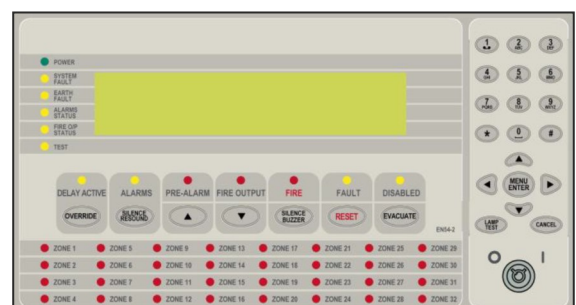 POWER
SYSTEM FAULT
EARTH FAULT
ALARMS STATUS
FIRE O/P STATUS
TEST
DELAY ACTIVE ALARMS PRE-ALARM FIRE OUTPUT FIRE FAULT DISABLED
OVERRIDE SILENCE RESOUND SILENCE BUZZER RESET EVACUATE
EN54-2
ZONE 1 ZONE 5 ZONE 9 ZONE 13 ZONE 17 ZONE 21 ZONE 25 ZONE 29
ZONE 2 ZONE 6 ZONE 10 ZONE 14 ZONE 18 ZONE 22 ZONE 26 ZONE 30
ZONE 3 ZONE 7 ZONE 11 ZONE 15 ZONE 19 ZONE 23 ZONE 27 ZONE 31
ZONE 4 ZONE 8 ZONE 12 ZONE 16 ZONE 20 ZONE 24 ZONE 28 ZONE 32
1 2 3
4 5 6
7 8 9
* 0 #
MENU ENTER
LAMP TEST CANCEL
O I